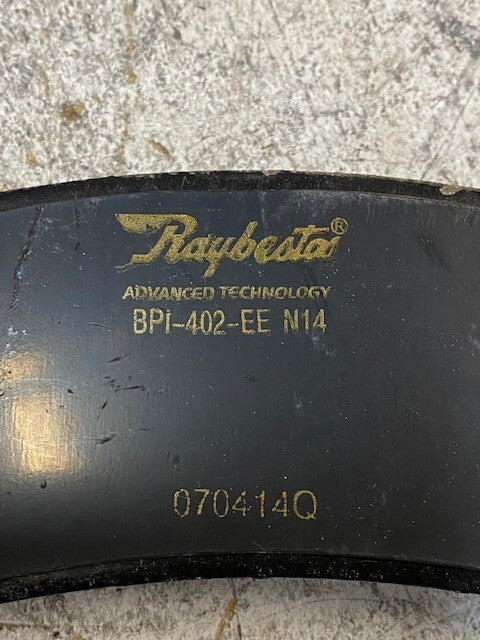 Raybestos®
ADVANCED TECHNOLOGY
BPI-402-EE N14
070414Q